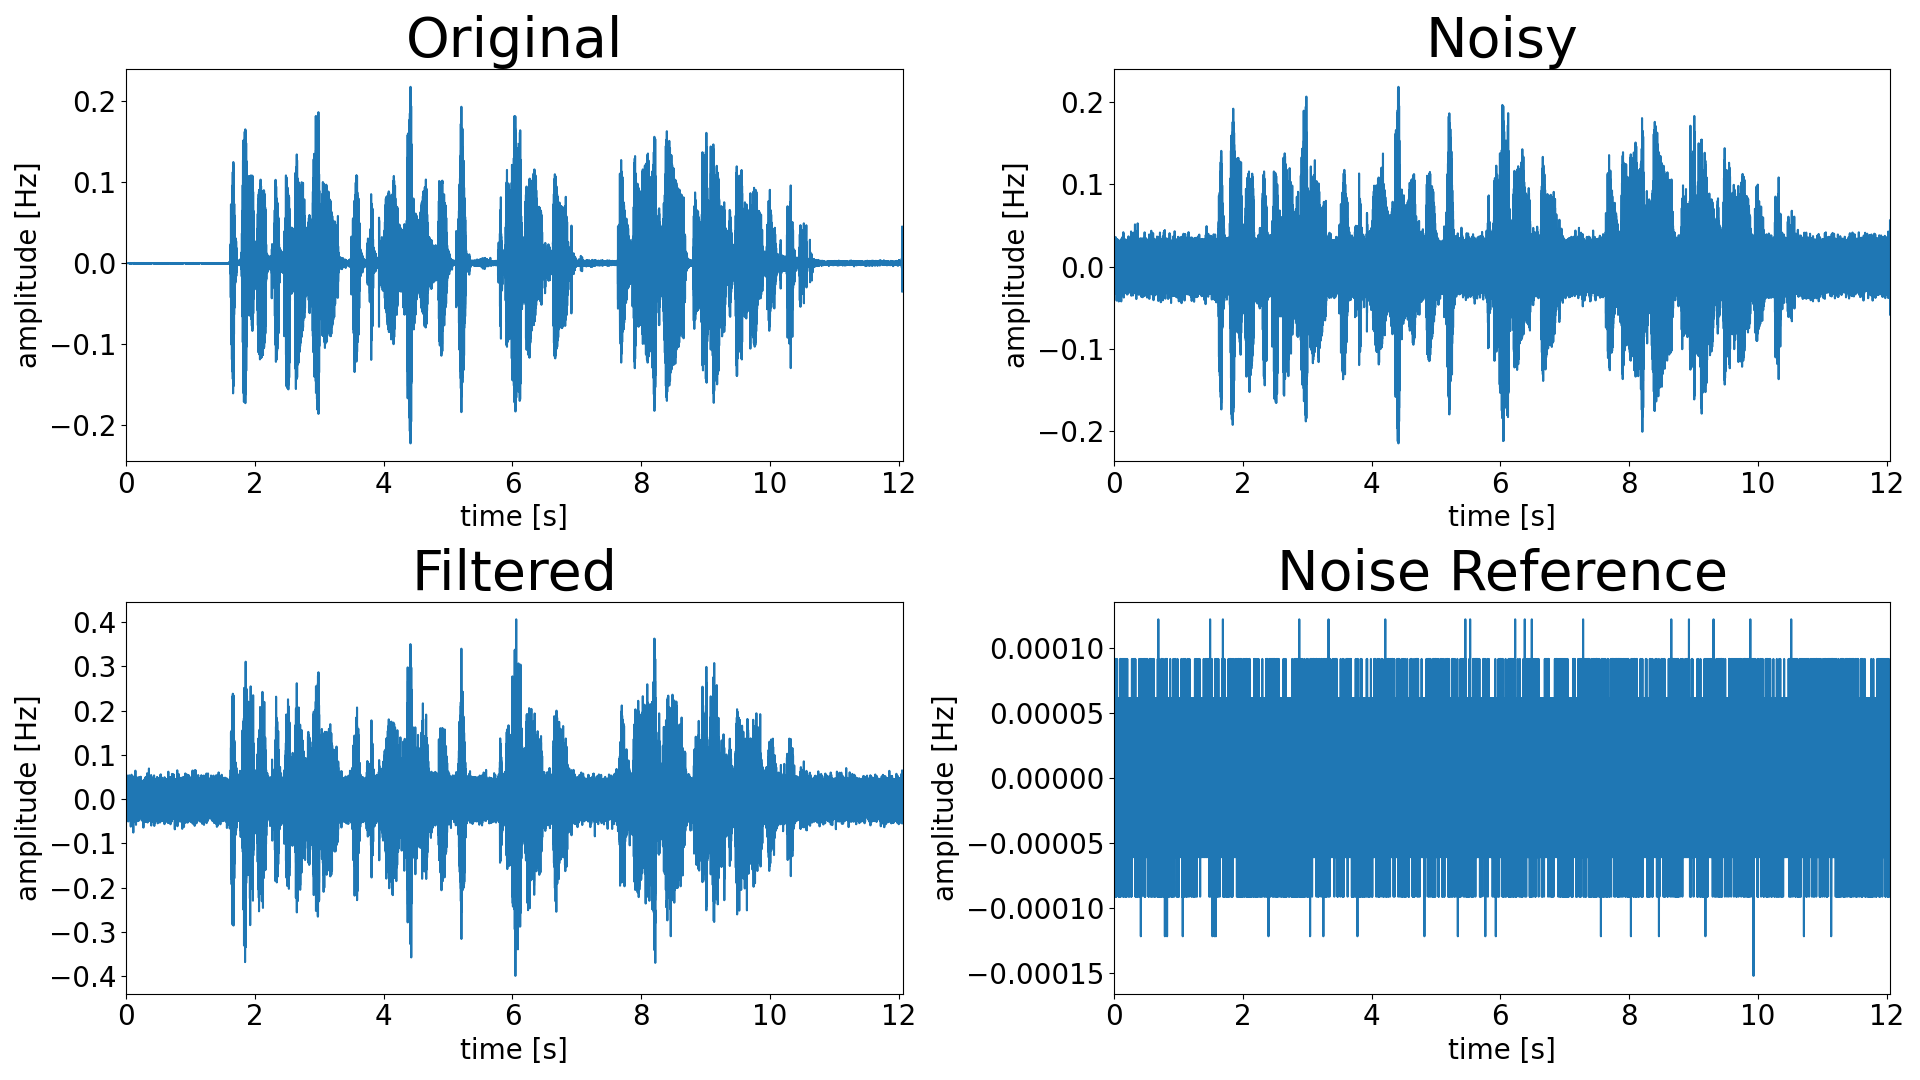 Original
amplitude [Hz]
0.2
0.1
0.0
−0.1
−0.2
0 2 4 6 8 10 12
time [s]
Noisy
amplitude [Hz]
0.2
0.1
0.0
−0.1
−0.2
0 2 4 6 8 10 12
time [s]
Filtered
amplitude [Hz]
0.4
0.3
0.2
0.1
0.0
−0.1
−0.2
−0.3
−0.4
0 2 4 6 8 10 12
time [s]
Noise Reference
amplitude [Hz]
0.00010
0.00005
0.00000
−0.00005
−0.00010
−0.00015
0 2 4 6 8 10 12
time [s]